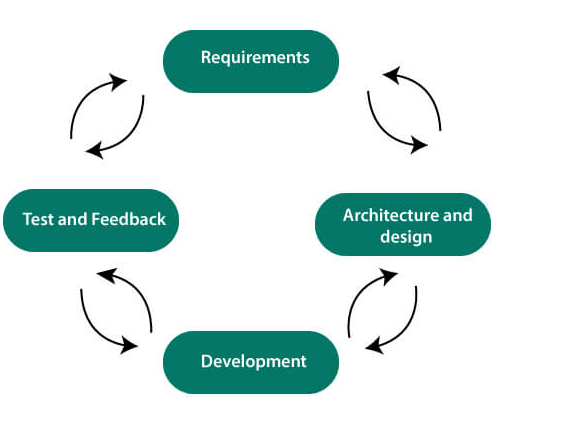 Requirements
Test and Feedback
Architecture and
design
Development